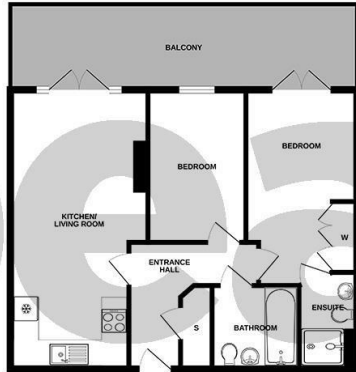 BALCONY
BEDROOM
BEDROOM
KITCHEN/
LIVING ROOM
W
ENTRANCE
HALL
ENSUITE
S
BATHROOM